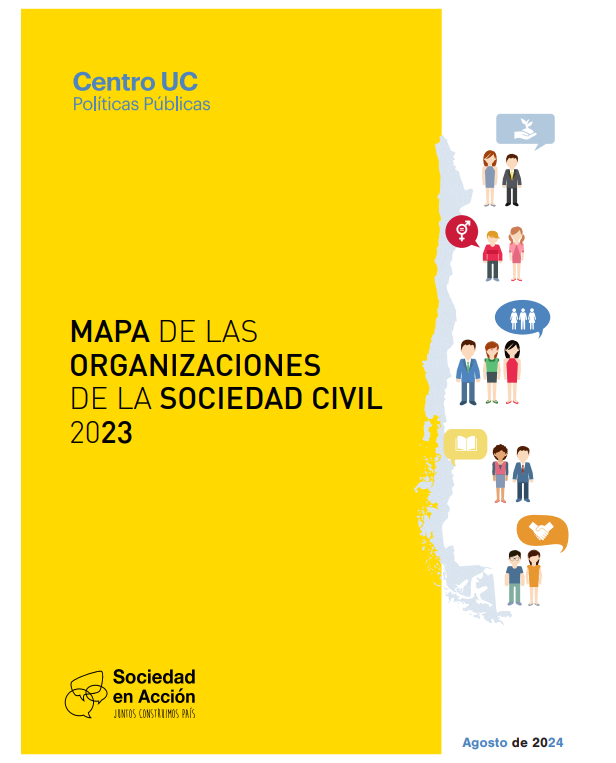 Centro UC
Políticas Públicas
MAPA DE LAS
ORGANIZACIONES
DE LA SOCIEDAD CIVIL
2023
Sociedad
en Acción
JUNTOS CONSTRUIMOS PAÍS
Agosto de 2024